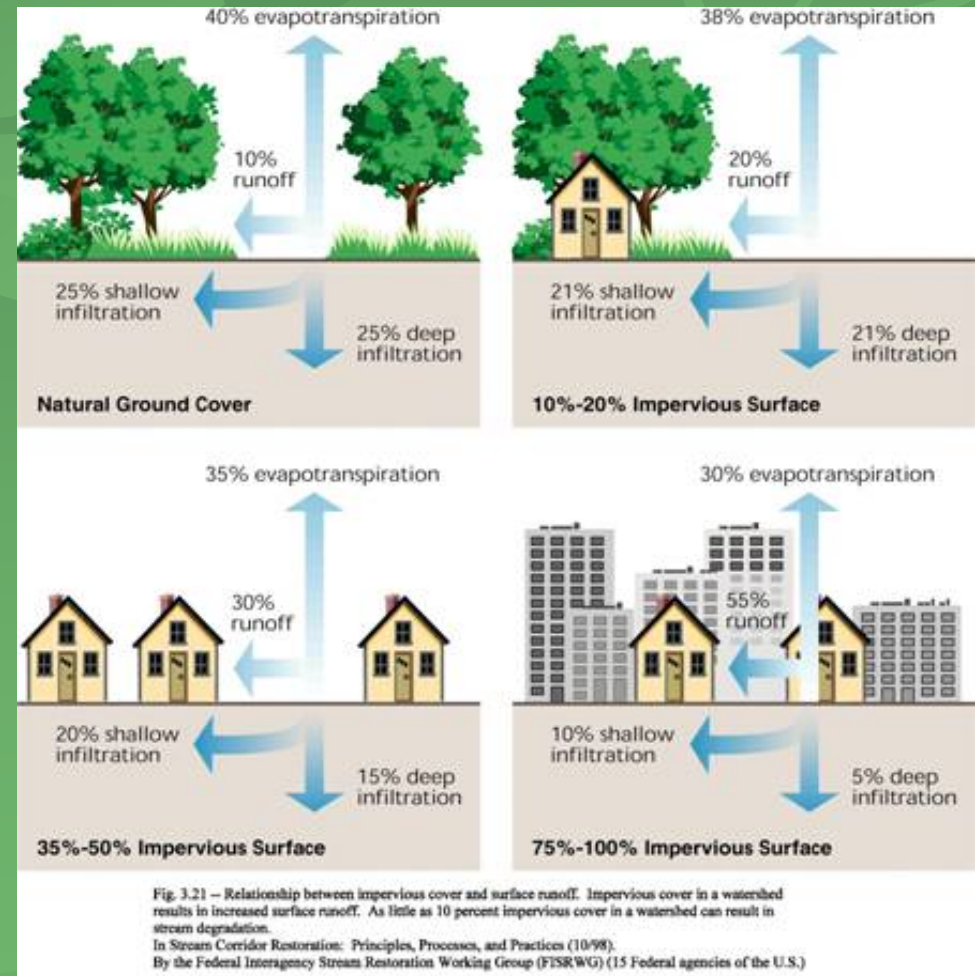 40% evapotranspiration
10%
runoff
25% shallow
infiltration
25% deep
infiltration
Natural Ground Cover
38% evapotranspiration
20%
runoff
21% shallow
infiltration
21% deep
infiltration
10%-20% Impervious Surface
35% evapotranspiration
30%
runoff
20% shallow
infiltration
15% deep
infiltration
35%-50% Impervious Surface
30% evapotranspiration
55%
runoff
10% shallow
infiltration
5% deep
infiltration
75%-100% Impervious Surface
Fig. 3.21 -- Relationship between impervious cover and surface runoff. Impervious cover in a watershed
results in increased surface runoff. As little as 10 percent impervious cover in a watershed can result in
stream degradation.
In Stream Corridor Restoration: Principles, Processes, and Practices (10/98).
By the Federal Interagency Stream Restoration Working Group (FISRWG) (15 Federal agencies of the U.S.)